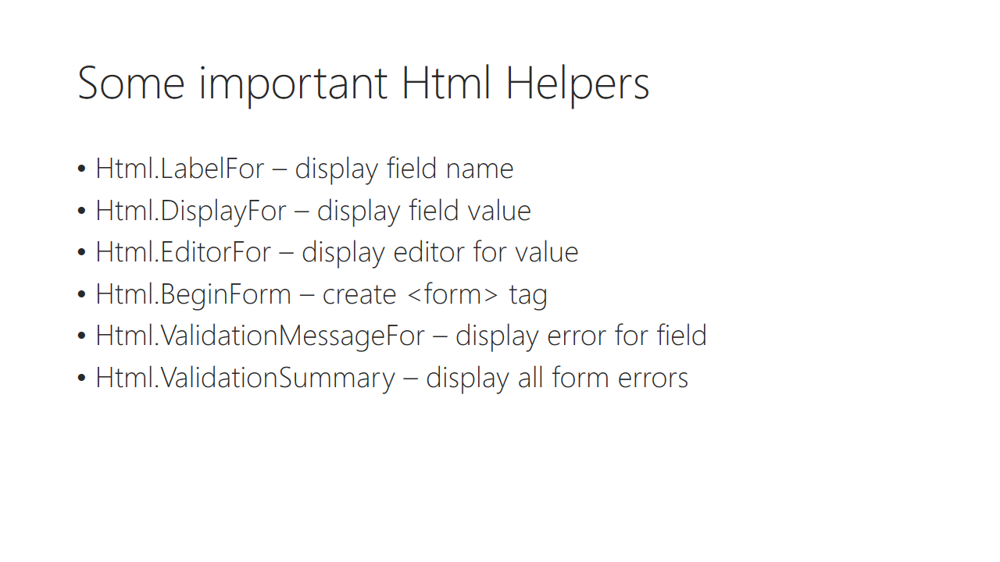 Some important Html Helpers
• Html.LabelFor – display field name
• Html.DisplayFor – display field value
• Html.EditorFor – display editor for value
• Html.BeginForm – create <form> tag
• Html.ValidationMessageFor – display error for field
• Html.ValidationSummary – display all form errors